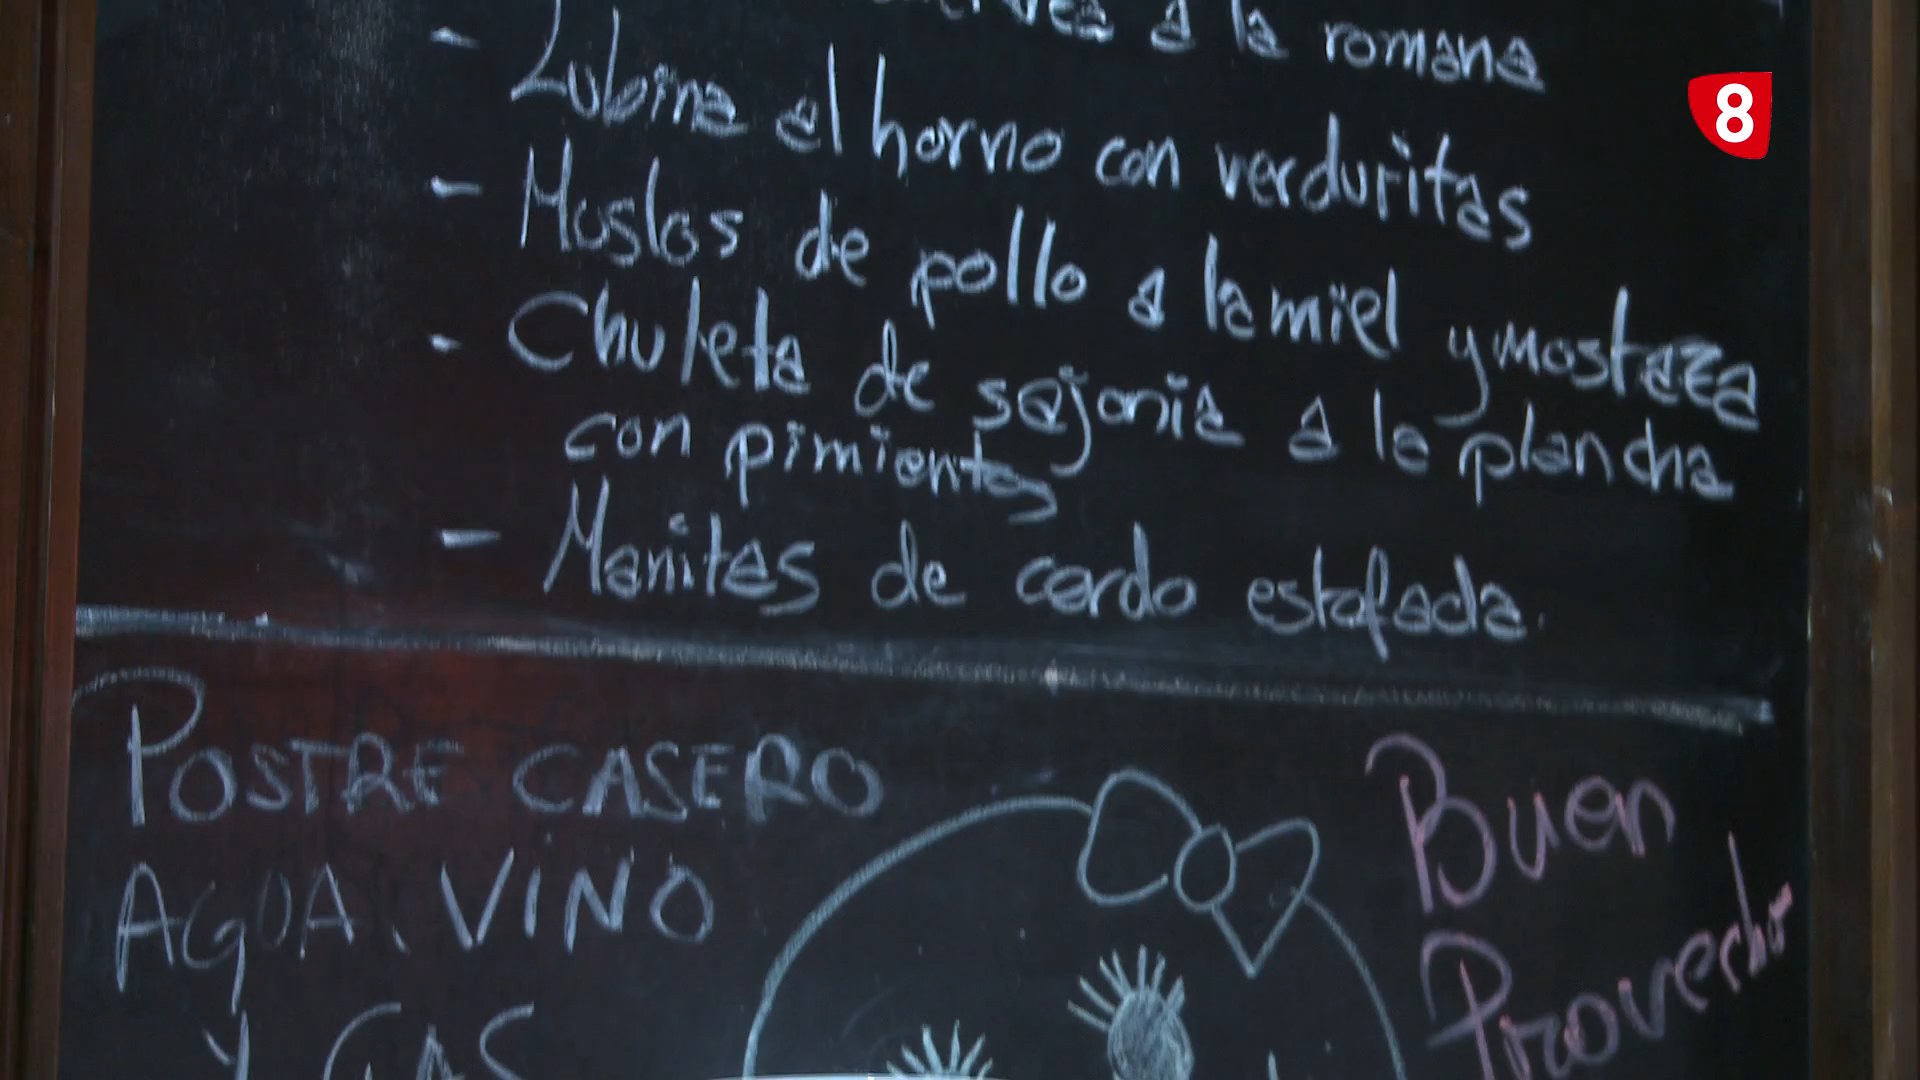 a la romana
- Lubina al horno con verduritas
- Muslos de pollo a la miel y mostaza
- Chuleta de sajonia a la plancha
con pimientos
- Manitas de cerdo estofada.
POSTRE CASERO
AGUA, VINO
Y GAS
Buen
Provecho
8